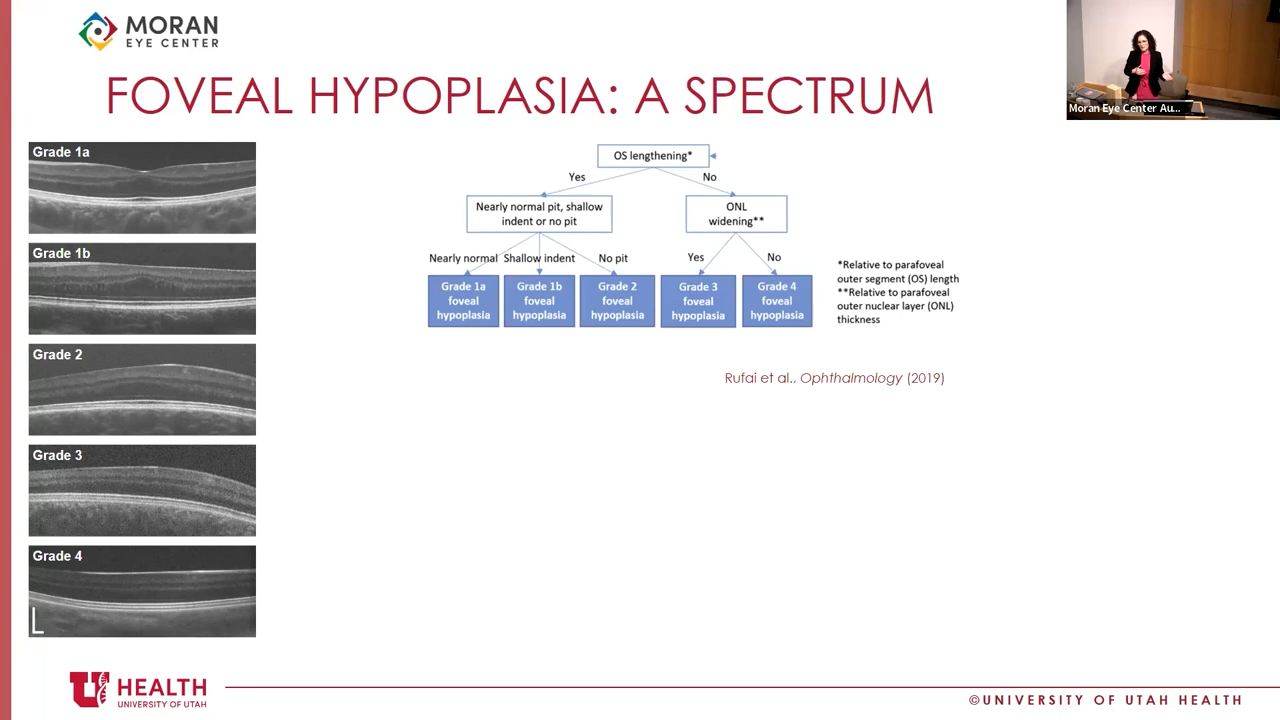 MORAN
EYE CENTER
Moran Eye Center Au...
FOVEAL HYPOPLASIA: A SPECTRUM
Grade 1a
Grade 1b
Grade 2
Grade 3
Grade 4
OS lengthening*
Yes
No
Nearly normal pit, shallow
indent or no pit
ONL
widening**
Nearly normal
Shallow indent
No pit
Yes
No
Grade 1a
foveal
hypoplasia
Grade 1b
foveal
hypoplasia
Grade 2
foveal
hypoplasia
Grade 3
foveal
hypoplasia
Grade 4
foveal
hypoplasia
*Relative to parafoveal
outer segment (OS) length
**Relative to parafoveal
outer nuclear layer (ONL)
thickness
Rufai et al., Ophthalmology (2019)
U HEALTH
UNIVERSITY OF UTAH
©UNIVERSITY OF UTAH HEALTH